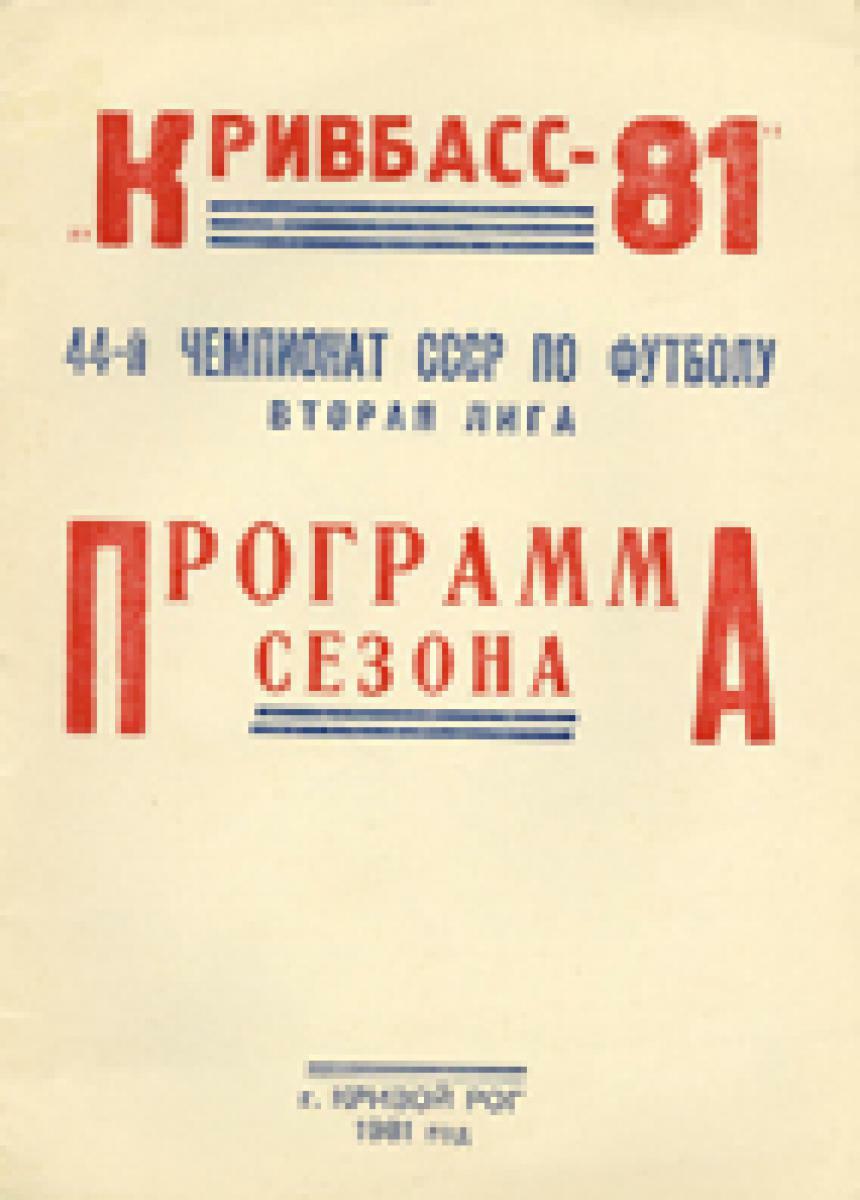 „КРИВБАСС-81"
44-й ЧЕМПИОНАТ СССР ПО ФУТБОЛУ
ВТОРАЯ ЛИГА
ПРОГРАММА
СЕЗОНА
г. КРИВОЙ РОГ
1981 год